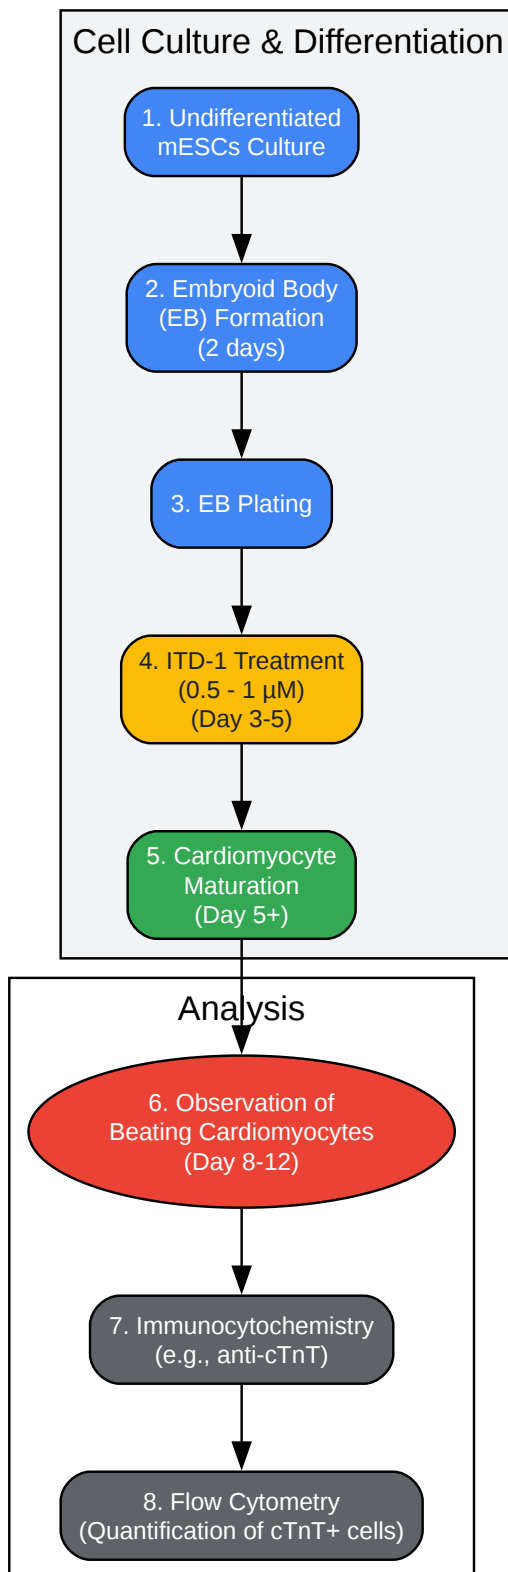 Cell Culture & Differentiation
1. Undifferentiated
mESCs Culture
2. Embryoid Body
(EB) Formation
(2 days)
3. EB Plating
4. ITD-1 Treatment
(0.5 - 1 µM)
(Day 3-5)
5. Cardiomyocyte
Maturation
(Day 5+)
Analysis
6. Observation of
Beating Cardiomyocytes
(Day 8-12)
7. Immunocytochemistry
(e.g., anti-cTnT)
8. Flow Cytometry
(Quantification of cTnT+ cells)